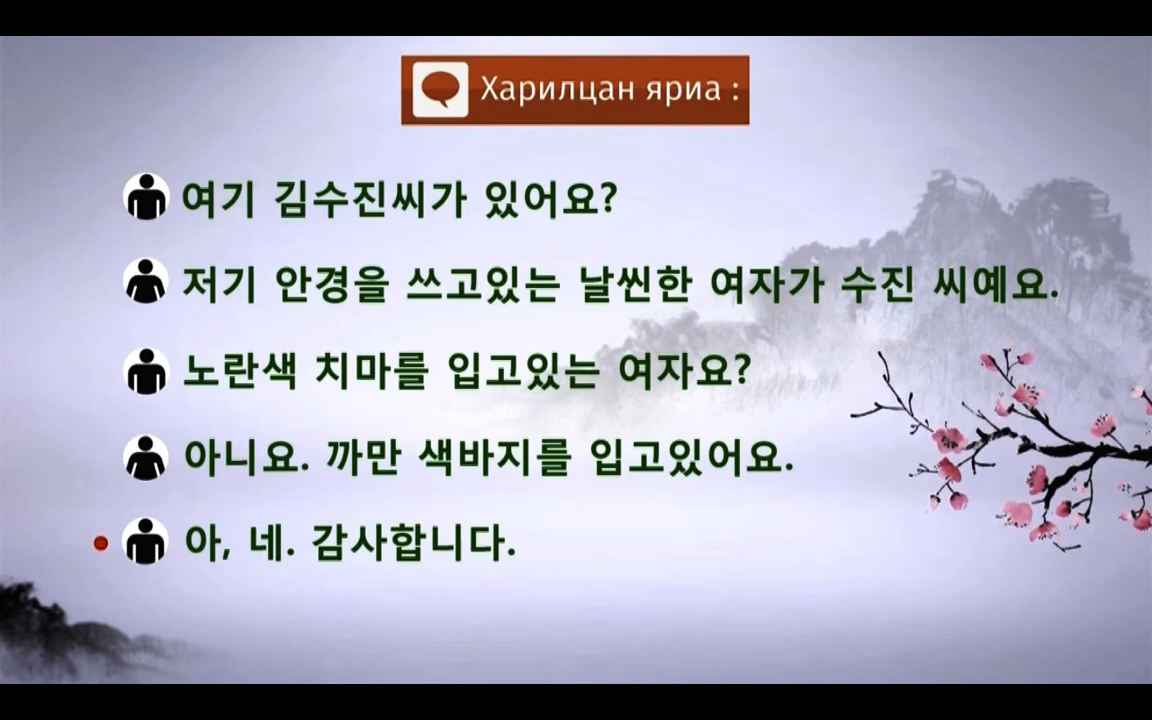 Харилцан яриа :
여기 김수진씨가 있어요?
저기 안경을 쓰고있는 날씬한 여자가 수진 씨예요.
노란색 치마를 입고있는 여자요?
아니요. 까만 색바지를 입고있어요.
아, 네. 감사합니다.